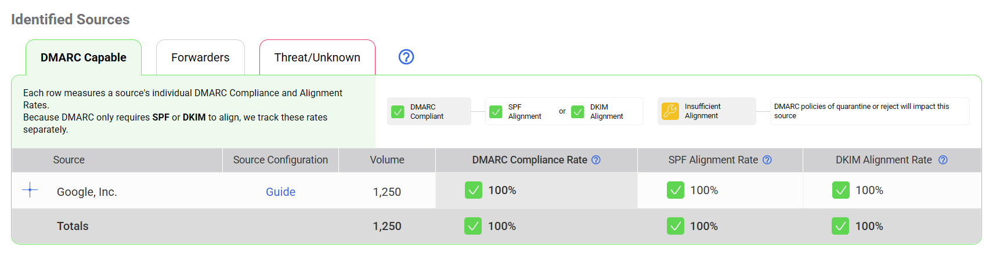 Identified Sources
DMARC Capable
Forwarders
Threat/Unknown
Each row measures a source's individual DMARC Compliance and Alignment
Rates.
Because DMARC only requires SPF or DKIM to align, we track these rates
separately.
DMARC
Compliant
SPF
Alignment
or
DKIM
Alignment
Insufficient
Alignment
DMARC policies of quarantine or reject will impact this
source
Source Source Configuration Volume DMARC Compliance Rate SPF Alignment Rate DKIM Alignment Rate
Google, Inc. Guide 1,250 100% 100% 100%
Totals 1,250 100% 100% 100%